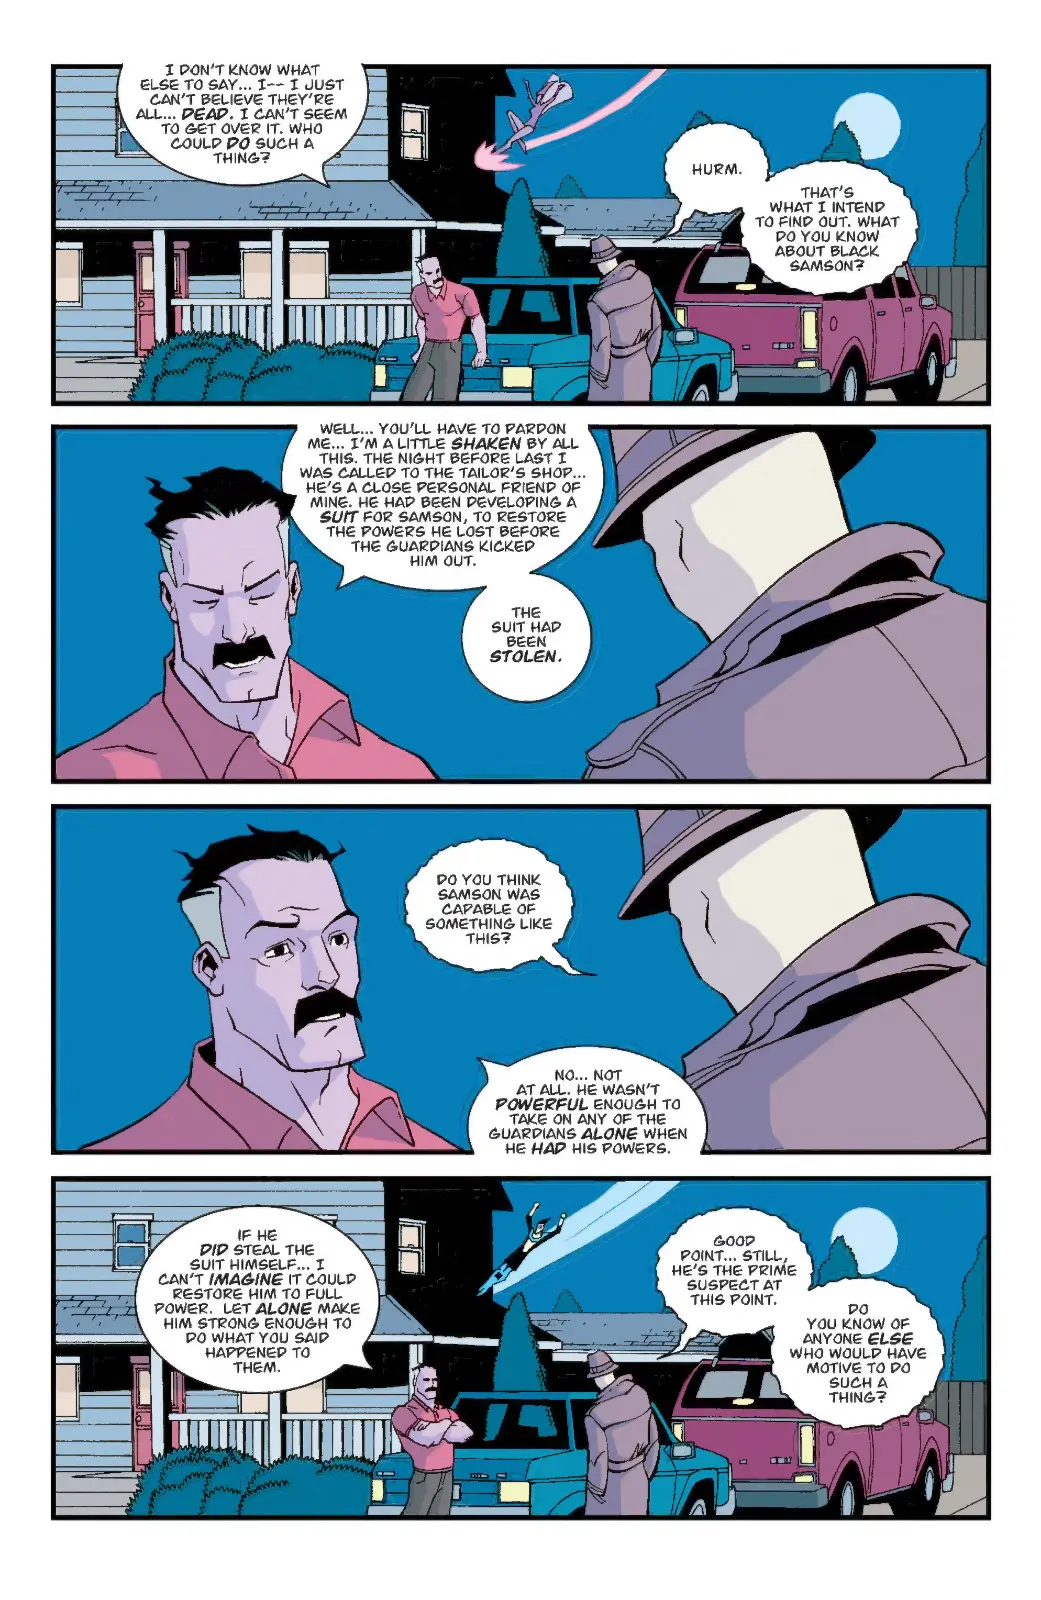 I DON'T KNOW WHAT
ELSE TO SAY... I-- I JUST
CAN'T BELIEVE THEY'RE
ALL... DEAD. I CAN'T SEEM
TO GET OVER IT. WHO
COULD DO SUCH A
THING?
HURM.
THAT'S
WHAT I INTEND
TO FIND OUT. WHAT
DO YOU KNOW
ABOUT BLACK
SAMSON?
WELL... YOU'LL HAVE TO PARDON
ME... I'M A LITTLE SHAKEN BY ALL
THIS. THE NIGHT BEFORE LAST I
WAS CALLED TO THE TAILOR'S SHOP...
HE'S A CLOSE PERSONAL FRIEND OF
MINE. HE HAD BEEN DEVELOPING A
SUIT FOR SAMSON, TO RESTORE
THE POWERS HE LOST BEFORE
THE GUARDIANS KICKED
HIM OUT.
THE
SUIT HAD
BEEN
STOLEN.
DO YOU THINK
SAMSON WAS
CAPABLE OF
SOMETHING LIKE
THIS?
NO... NOT
AT ALL. HE WASN'T
POWERFUL ENOUGH TO
TAKE ON ANY OF THE
GUARDIANS ALONE WHEN
HE HAD HIS POWERS.
IF HE
DID STEAL THE
SUIT HIMSELF... I
CAN'T IMAGINE IT COULD
RESTORE HIM TO FULL
POWER. LET ALONE MAKE
HIM STRONG ENOUGH TO
DO WHAT YOU SAID
HAPPENED TO
THEM.
GOOD
POINT... STILL,
HE'S THE PRIME
SUSPECT AT
THIS POINT.
DO
YOU KNOW OF
ANYONE ELSE
WHO WOULD HAVE
MOTIVE TO DO
SUCH A
THING?